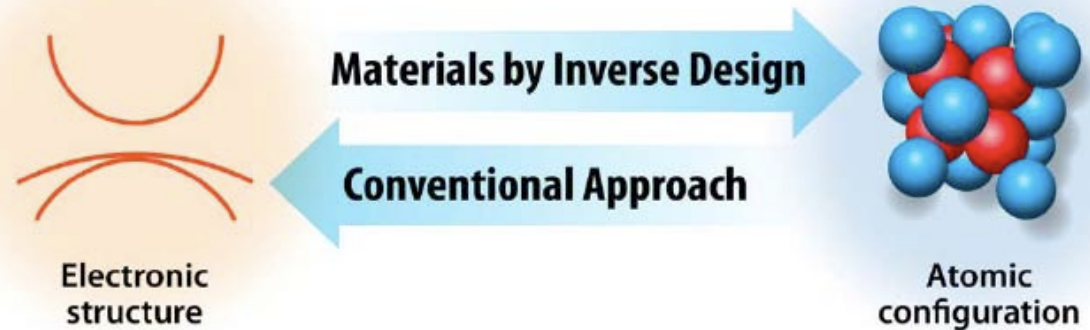 Materials by Inverse Design
Conventional Approach
Electronic
structure
Atomic
configuration